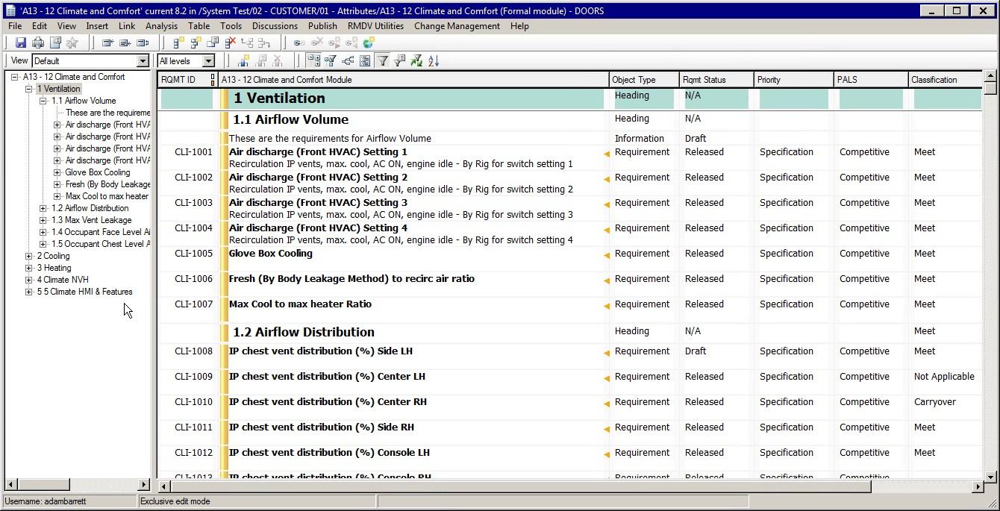 'A13 - 12 Climate and Comfort' current 8.2 in /System Test/02 - CUSTOMER/01 - Attributes/A13 - 12 Climate and Comfort (Formal module) - DOORS
File Edit View Insert Link Analysis Table Tools Discussions Publish RMDV Utilities Change Management Help
View Default All levels
A13 - 12 Climate and Comfort
1 Ventilation
1.1 Airflow Volume
These are the requireme
Air discharge (Front HVA
Air discharge (Front HVA
Air discharge (Front HVA
Air discharge (Front HVA
Glove Box Cooling
Fresh (By Body Leakage
Max Cool to max heater
1.2 Airflow Distribution
1.3 Max Vent Leakage
1.4 Occupant Face Level Ai
1.5 Occupant Chest Level A
2 Cooling
3 Heating
4 Climate NVH
5 5 Climate HMI & Features
RQMT ID A13 - 12 Climate and Comfort Module Object Type Rqmt Status Priority PALS Classification
1 Ventilation Heading N/A
1.1 Airflow Volume Heading N/A
These are the requirements for Airflow Volume Information Draft
CLI-1001 Air discharge (Front HVAC) Setting 1 Requirement Released Specification Competitive Meet
Recirculation IP vents, max. cool, AC ON, engine idle - By Rig for switch setting 1
CLI-1002 Air discharge (Front HVAC) Setting 2 Requirement Released Specification Competitive Meet
Recirculation IP vents, max. cool, AC ON, engine idle - By Rig for switch setting 2
CLI-1003 Air discharge (Front HVAC) Setting 3 Requirement Released Specification Competitive Meet
Recirculation IP vents, max. cool, AC ON, engine idle - By Rig for switch setting 3
CLI-1004 Air discharge (Front HVAC) Setting 4 Requirement Released Specification Competitive Meet
Recirculation IP vents, max. cool, AC ON, engine idle - By Rig for switch setting 4
CLI-1005 Glove Box Cooling Requirement Released Specification Competitive Meet
CLI-1006 Fresh (By Body Leakage Method) to recirc air ratio Requirement Released Specification Competitive Meet
CLI-1007 Max Cool to max heater Ratio Requirement Released Specification Competitive Meet
1.2 Airflow Distribution Heading N/A Meet
CLI-1008 IP chest vent distribution (%) Side LH Requirement Draft Specification Competitive Meet
CLI-1009 IP chest vent distribution (%) Center LH Requirement Released Specification Competitive Not Applicable
CLI-1010 IP chest vent distribution (%) Center RH Requirement Released Specification Competitive Carryover
CLI-1011 IP chest vent distribution (%) Side RH Requirement Released Specification Competitive Meet
CLI-1012 IP chest vent distribution (%) Console LH Requirement Released Specification Competitive Meet
CLI-1013 IP chest vent distribution (%) Console RH Requirement Released Specification Competitive
Username: adambarrett Exclusive edit mode